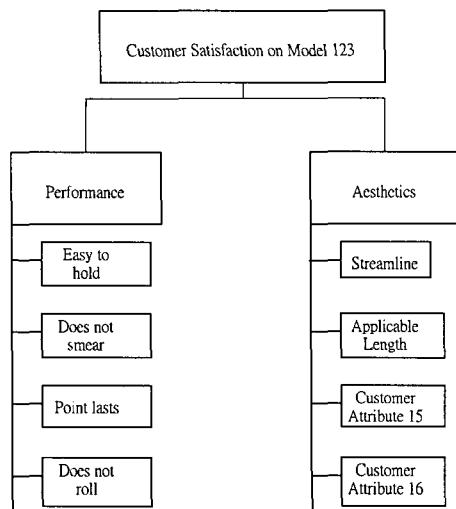 Customer Satisfaction on Model 123
Performance
Easy to
hold
Does not
smear
Point lasts
Does not
roll
Aesthetics
Streamline
Applicable
Length
Customer
Attribute 15
Customer
Attribute 16